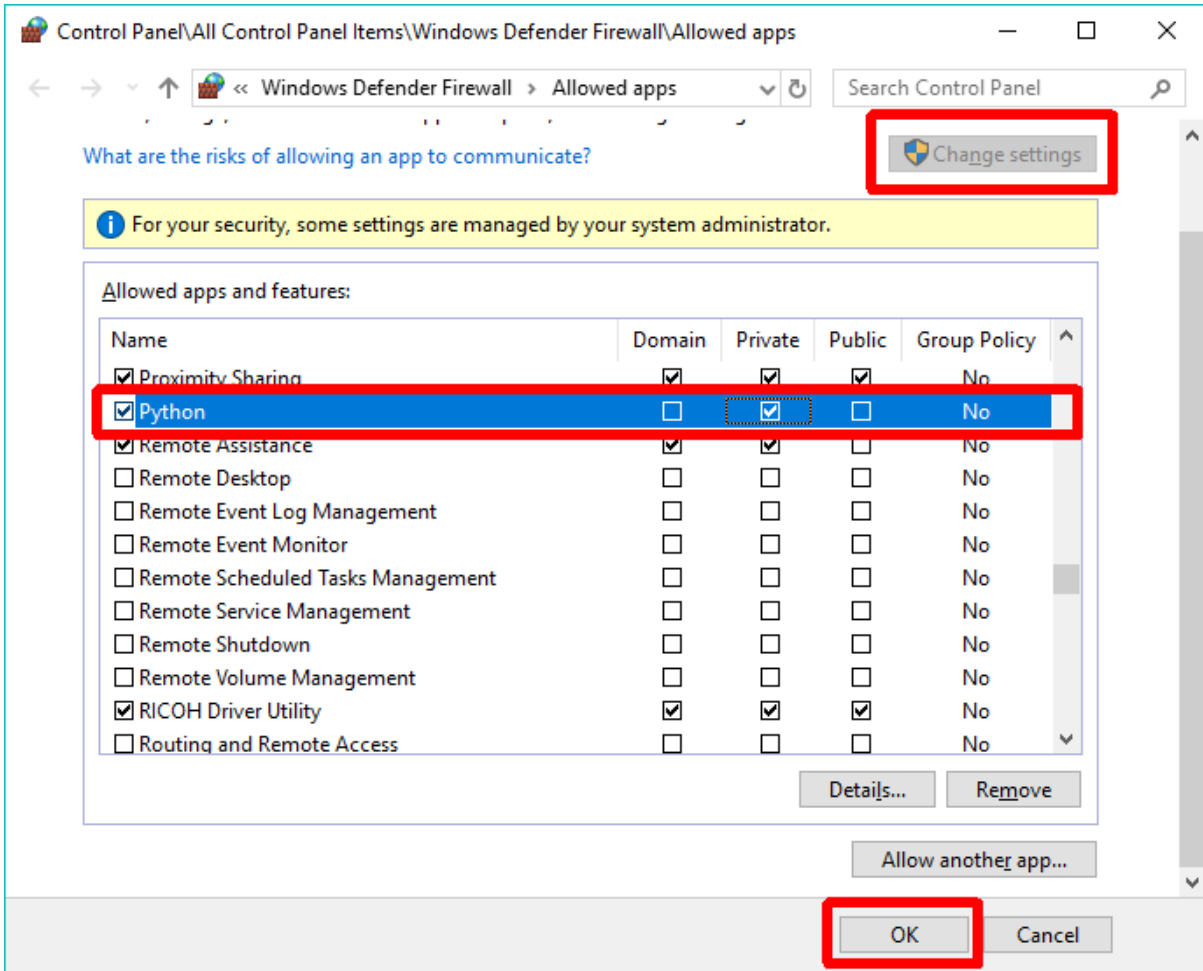 Control Panel\All Control Panel Items\Windows Defender Firewall\Allowed apps
« Windows Defender Firewall › Allowed apps
Search Control Panel
What are the risks of allowing an app to communicate?
Change settings
For your security, some settings are managed by your system administrator.
Allowed apps and features:
Name Domain Private Public Group Policy
Proximity Sharing No
Python No
Remote Assistance No
Remote Desktop No
Remote Event Log Management No
Remote Event Monitor No
Remote Scheduled Tasks Management No
Remote Service Management No
Remote Shutdown No
Remote Volume Management No
RICOH Driver Utility No
Routing and Remote Access No
Details... Remove
Allow another app...
OK Cancel